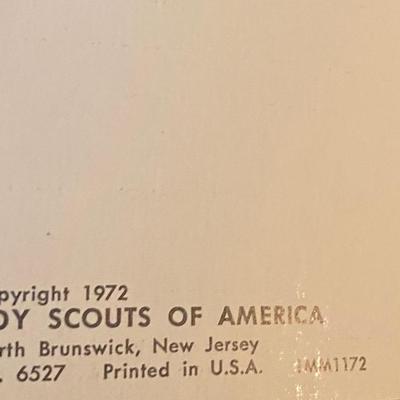 pyright 1972
OY SCOUTS OF AMERICA
rth Brunswick, New Jersey
. 6527 Printed in U.S.A. 1MM1172